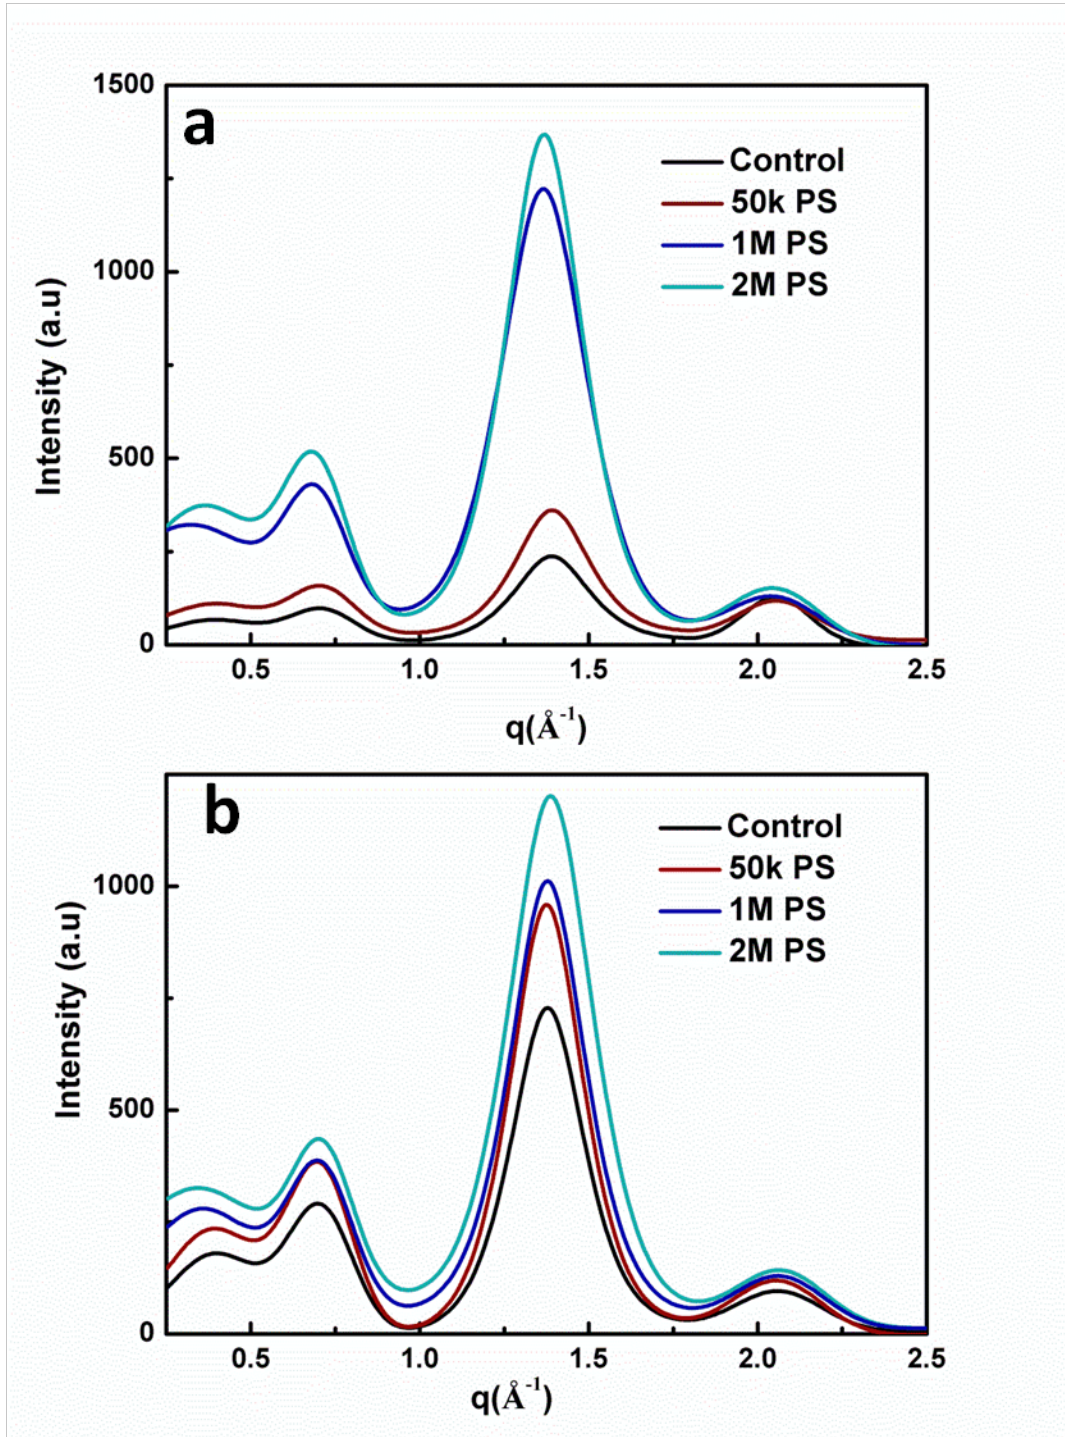 a
1500
1000
500
0
Intensity (a.u)
Control
50k PS
1M PS
2M PS
0.5 1.0 1.5 2.0 2.5
q(Å-1)
b
1000
500
0
Intensity (a.u)
Control
50k PS
1M PS
2M PS
0.5 1.0 1.5 2.0 2.5
q(Å-1)